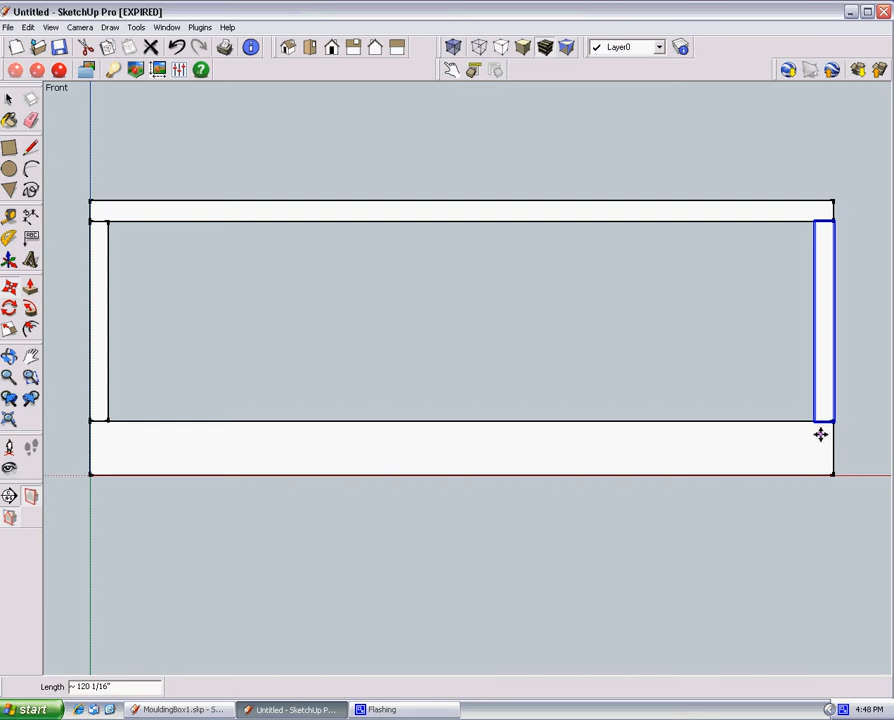 Untitled - SketchUp Pro [EXPIRED]
File Edit View Camera Draw Tools Window Plugins Help
Layer0
Front
ABC
A
Length ~ 120 1/16"
start MouldingBox1.skp - S... Untitled - SketchUp P... Flashing 4:48 PM